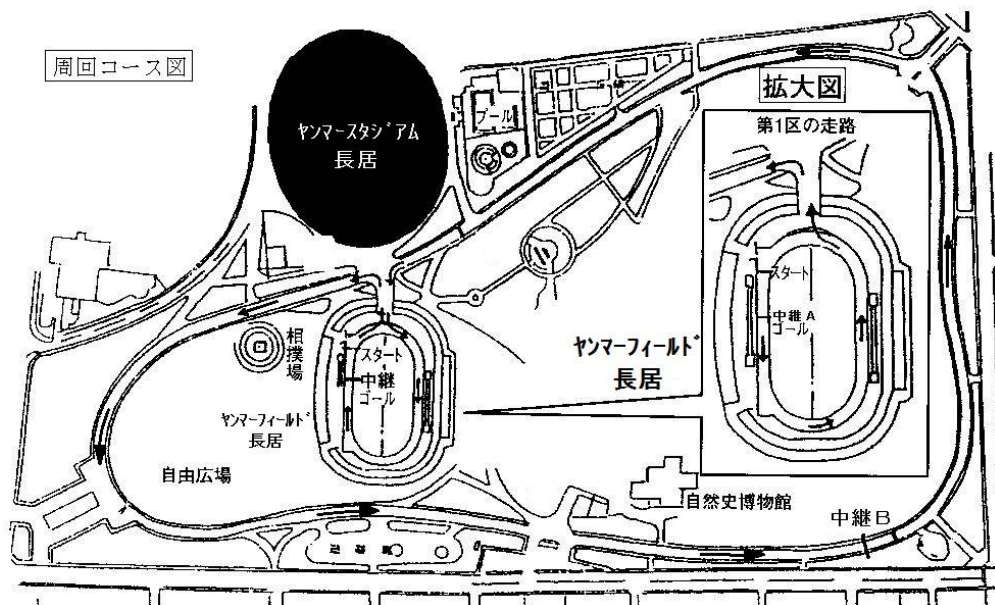 周回コース図
ヤンマースタジアム
長居
プール
拡大図
第1区の走路
スタート
中継A
ゴール
相撲場
スタート
中継
ゴール
ヤンマーフィールド
長居
ヤンマーフィールド
長居
自由広場
自然史博物館
中継B